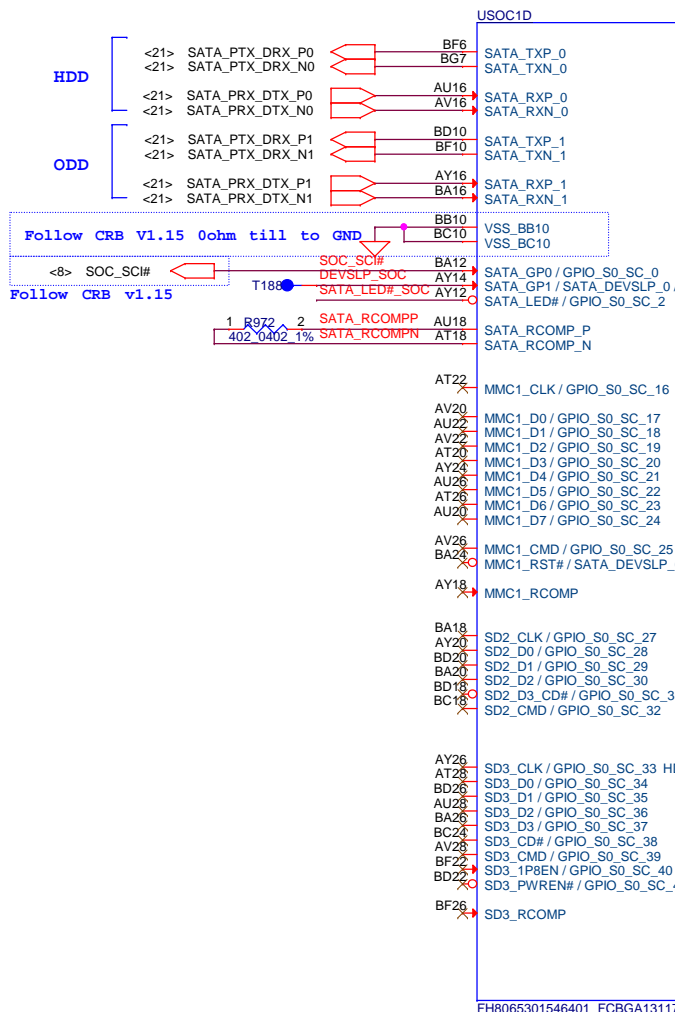 USOC1D
HDD
<21> SATA_PTX_DRX_P0 BF6 SATA_TXP_0
<21> SATA_PTX_DRX_N0 BG7 SATA_TXN_0
<21> SATA_PRX_DTX_P0 AU16 SATA_RXP_0
<21> SATA_PRX_DTX_N0 AV16 SATA_RXN_0
ODD
<21> SATA_PTX_DRX_P1 BD10 SATA_TXP_1
<21> SATA_PTX_DRX_N1 BF10 SATA_TXN_1
<21> SATA_PRX_DTX_P1 AY16 SATA_RXP_1
<21> SATA_PRX_DTX_N1 BA16 SATA_RXN_1
BB10 VSS_BB10
Follow CRB V1.15 0ohm till to GND BC10 VSS_BC10
<8> SOC_SCI# SOC_SCI# BA12 SATA_GP0 / GPIO_S0_SC_0
T188 DEVSLP_SOC AY14 SATA_GP1 / SATA_DEVSLP_0 /
Follow CRB v1.15
SATA_LED#_SOC AY12 SATA_LED# / GPIO_S0_SC_2
1 R972 2 SATA_RCOMPP AU18 SATA_RCOMP_P
402_0402_1% SATA_RCOMPN AT18 SATA_RCOMP_N
AT22 MMC1_CLK / GPIO_S0_SC_16
AV20 MMC1_D0 / GPIO_S0_SC_17
AU22 MMC1_D1 / GPIO_S0_SC_18
AV22 MMC1_D2 / GPIO_S0_SC_19
AT20 MMC1_D3 / GPIO_S0_SC_20
AY24 MMC1_D4 / GPIO_S0_SC_21
AU26 MMC1_D5 / GPIO_S0_SC_22
AT26 MMC1_D6 / GPIO_S0_SC_23
AU20 MMC1_D7 / GPIO_S0_SC_24
AV26 MMC1_CMD / GPIO_S0_SC_25
BA24 MMC1_RST# / SATA_DEVSLP_
AY18 MMC1_RCOMP
BA18 SD2_CLK / GPIO_S0_SC_27
AY20 SD2_D0 / GPIO_S0_SC_28
BD20 SD2_D1 / GPIO_S0_SC_29
BA20 SD2_D2 / GPIO_S0_SC_30
BD18 SD2_D3_CD# / GPIO_S0_SC_3
BC18 SD2_CMD / GPIO_S0_SC_32
AY26 SD3_CLK / GPIO_S0_SC_33
AT28 SD3_D0 / GPIO_S0_SC_34
BD26 SD3_D1 / GPIO_S0_SC_35
AU28 SD3_D2 / GPIO_S0_SC_36
BA26 SD3_D3 / GPIO_S0_SC_37
BC24 SD3_CD# / GPIO_S0_SC_38
AV28 SD3_CMD / GPIO_S0_SC_39
BF22 SD3_1P8EN / GPIO_S0_SC_40
BD22 SD3_PWREN# / GPIO_S0_SC_
BF26 SD3_RCOMP